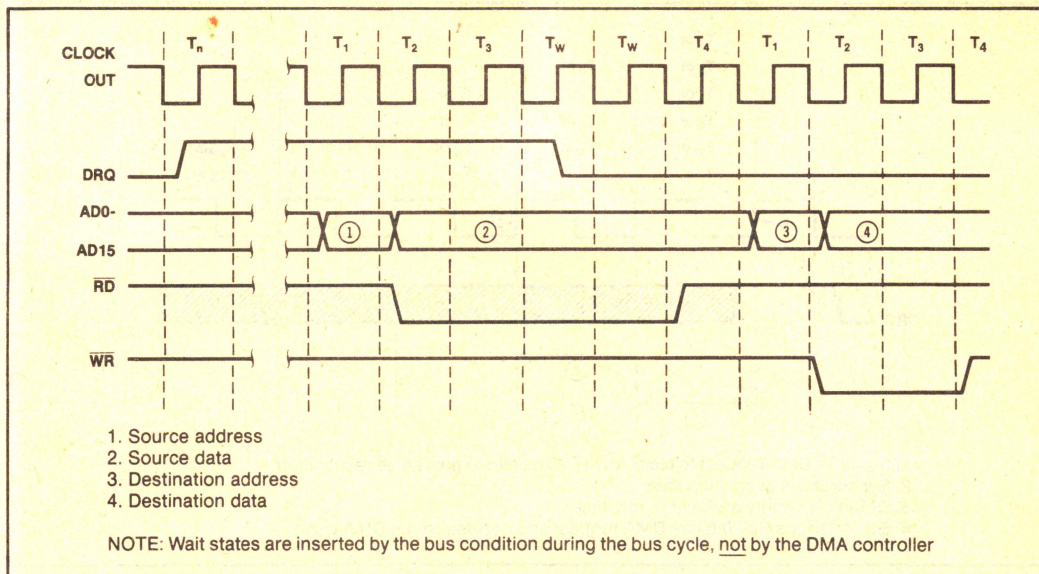 Tn T1 T2 T3 TW TW T4 T1 T2 T3 T4
CLOCK
OUT
DRQ
AD0-
AD15
① ② ③ ④
RD
WR
1. Source address
2. Source data
3. Destination address
4. Destination data
NOTE: Wait states are inserted by the bus condition during the bus cycle, not by the DMA controller